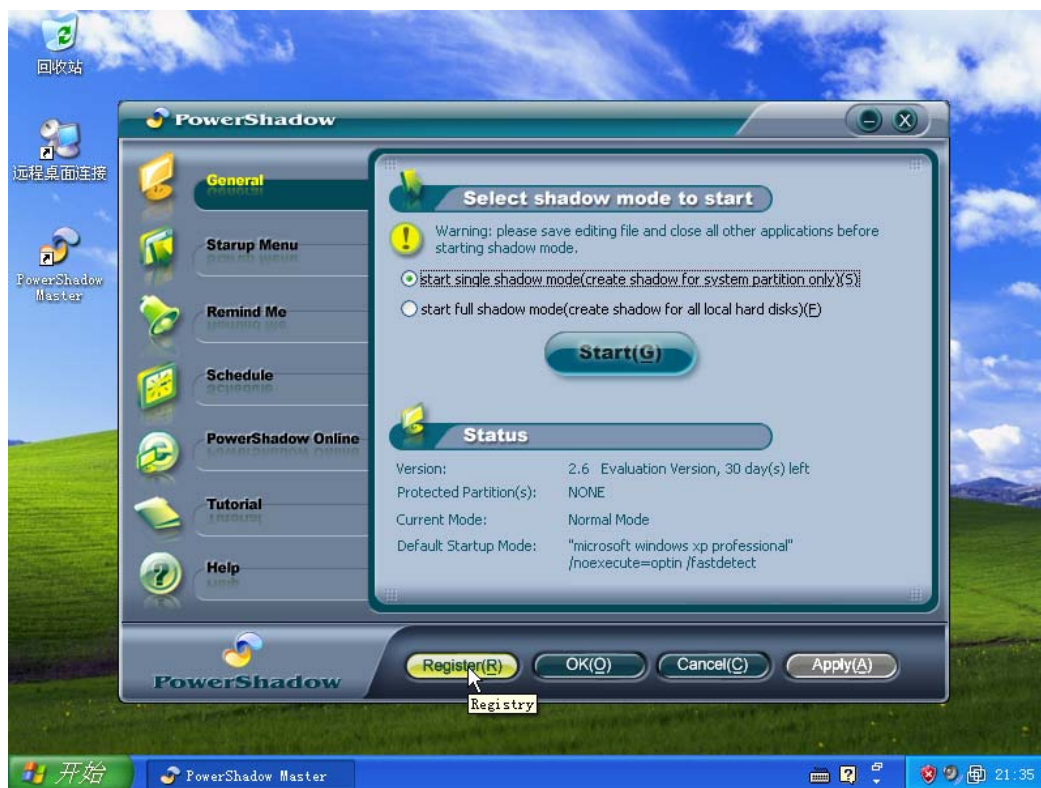 回收站
远程桌面连接
PowerShadow
Master
PowerShadow
General
Starup Menu
Remind Me
Schedule
PowerShadow Online
Tutorial
Help
Select shadow mode to start
Warning: please save editing file and close all other applications before
starting shadow mode.
start single shadow mode(create shadow for system partition only)(S)
start full shadow mode(create shadow for all local hard disks)(F)
Start(G)
Status
Version: 2.6 Evaluation Version, 30 day(s) left
Protected Partition(s): NONE
Current Mode: Normal Mode
Default Startup Mode: "microsoft windows xp professional"
/noexecute=optin /fastdetect
PowerShadow
Register(R)
OK(O)
Cancel(C)
Apply(A)
Registry
开始
PowerShadow Master
21:35